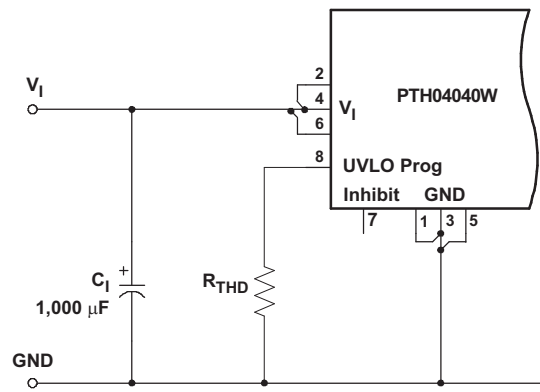 V_I
2
4
6
V_I
PTH04040W
8
UVLO Prog
Inhibit
GND
7
1
3
5
+
C_I
1,000 μF
R_THD
GND